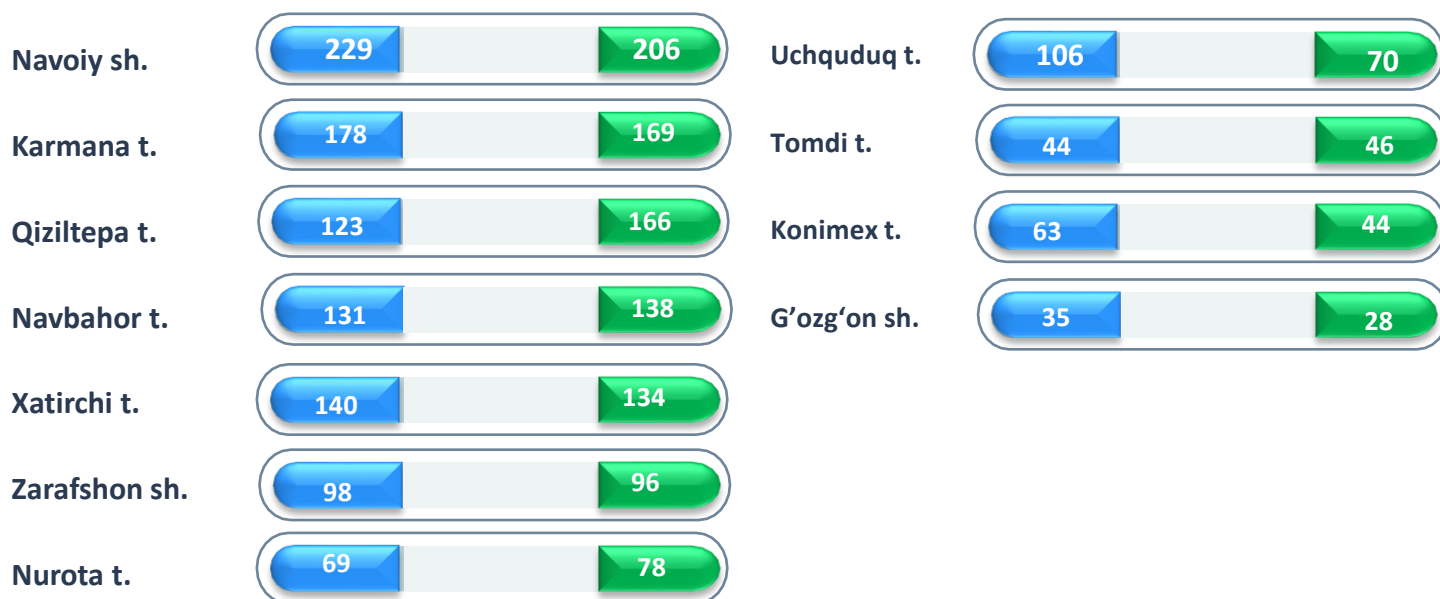 Navoiy sh. 229 206
Karmana t. 178 169
Qiziltepa t. 123 166
Navbahor t. 131 138
Xatirchi t. 140 134
Zarafshon sh. 98 96
Nurota t. 69 78
Uchquduq t. 106 70
Tomdi t. 44 46
Konimex t. 63 44
G’ozg‘on sh. 35 28